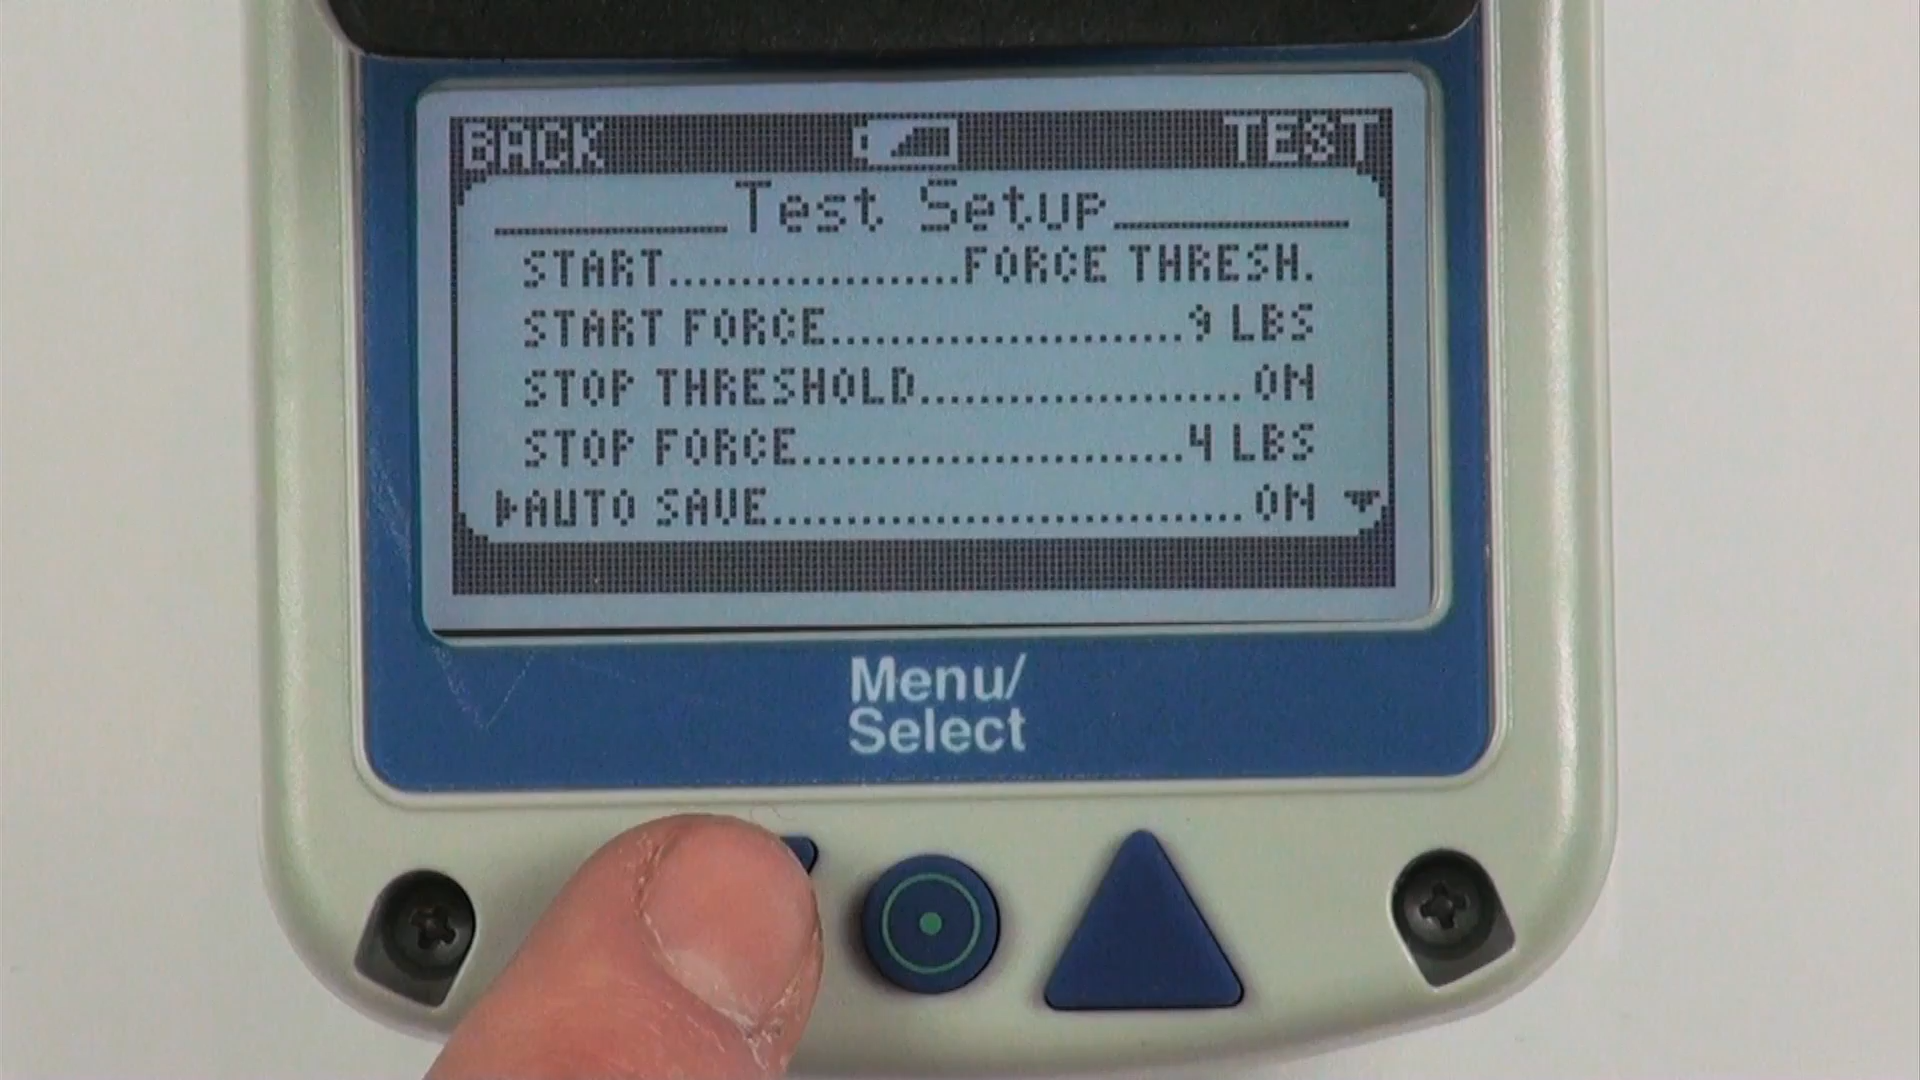 BACK TEST
Test Setup
START....................FORCE THRESH.
START FORCE........................9 LBS
STOP THRESHOLD......................ON
STOP FORCE..........................4 LBS
AUTO SAVE................................ON
Menu/
Select